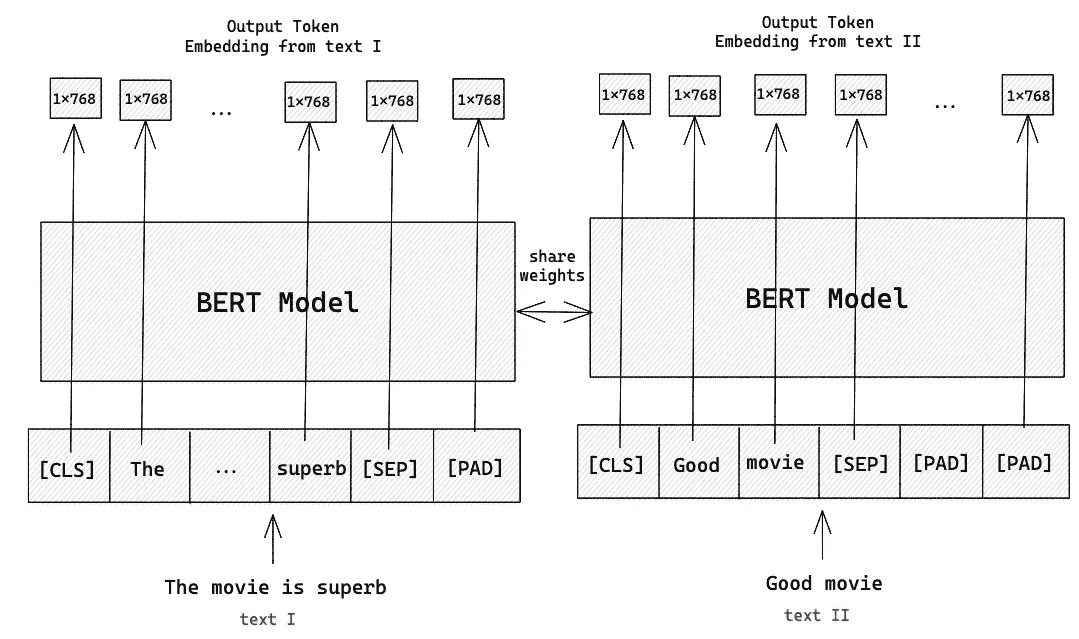 Output Token
Embedding from text I
1×768 1×768 ... 1×768 1×768 1×768
BERT Model
[CLS] The ... superb [SEP] [PAD]
The movie is superb
text I
share
weights
Output Token
Embedding from text II
1×768 1×768 1×768 1×768 ... 1×768
BERT Model
[CLS] Good movie [SEP] [PAD] [PAD]
Good movie
text II